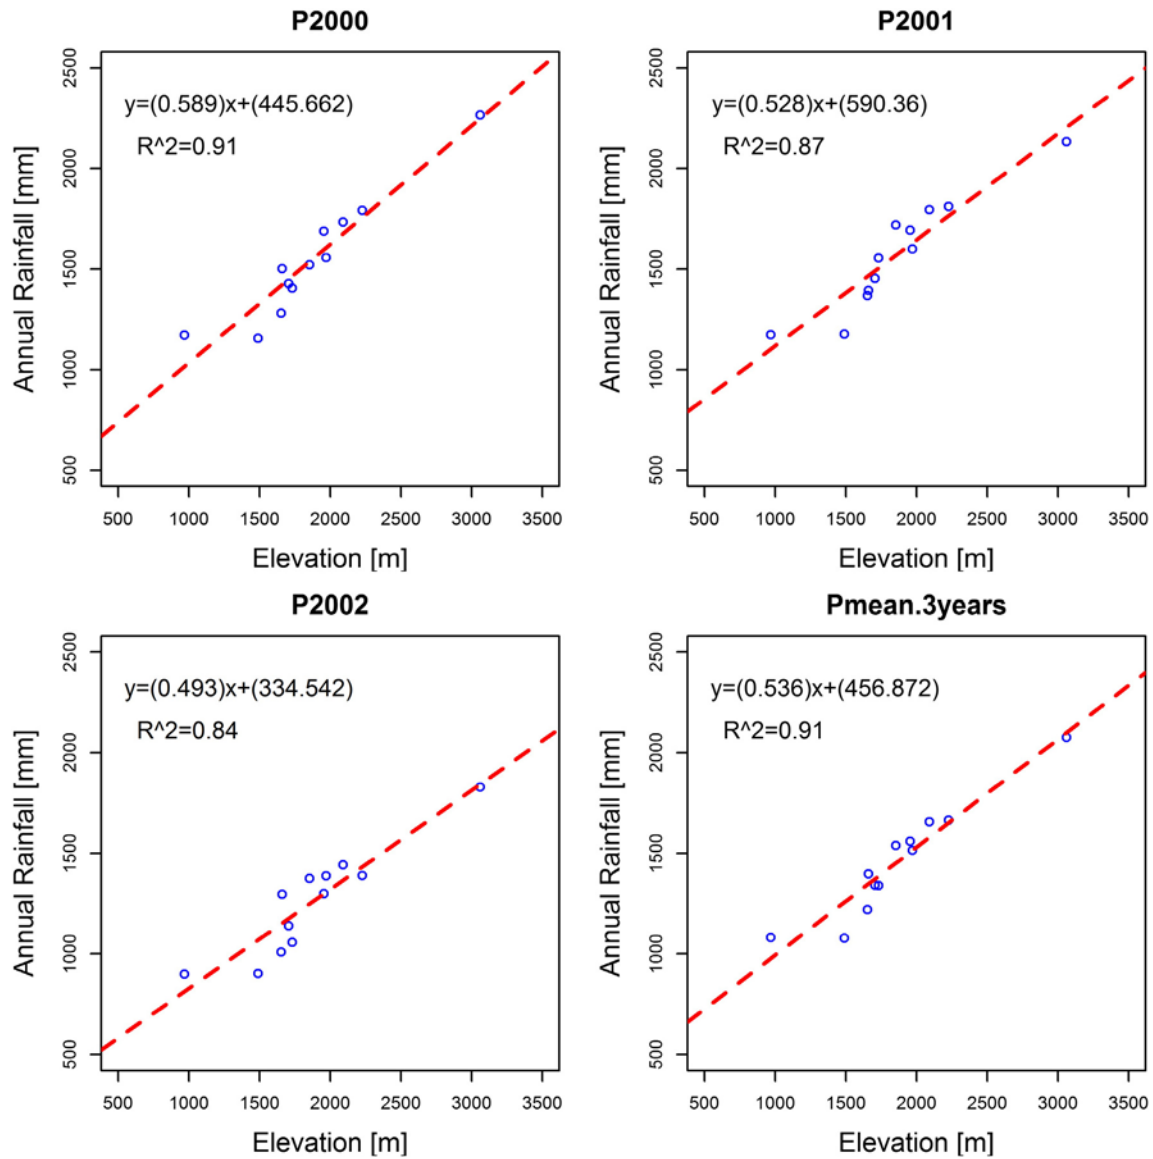 P2000
y=(0.589)x+(445.662)
R^2=0.91
Annual Rainfall [mm]
2500
2000
1500
1000
500
500 1000 1500 2000 2500 3000 3500
Elevation [m]
P2001
y=(0.528)x+(590.36)
R^2=0.87
Annual Rainfall [mm]
2500
2000
1500
1000
500
500 1000 1500 2000 2500 3000 3500
Elevation [m]
P2002
y=(0.493)x+(334.542)
R^2=0.84
Annual Rainfall [mm]
2500
2000
1500
1000
500
500 1000 1500 2000 2500 3000 3500
Elevation [m]
Pmean.3years
y=(0.536)x+(456.872)
R^2=0.91
Annual Rainfall [mm]
2500
2000
1500
1000
500
500 1000 1500 2000 2500 3000 3500
Elevation [m]